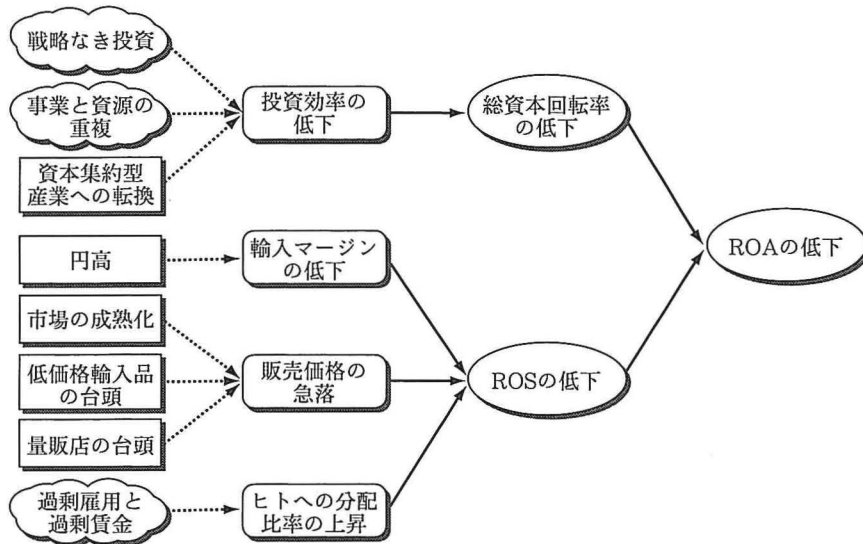 戦略なき投資
事業と資源の
重複
資本集約型
産業への転換
円高
市場の成熟化
低価格輸入品
の台頭
量販店の台頭
過剰雇用と
過剰賃金
投資効率の
低下
輸入マージン
の低下
販売価格の
急落
ヒトへの分配
比率の上昇
総資本回転率
の低下
ROSの低下
ROAの低下